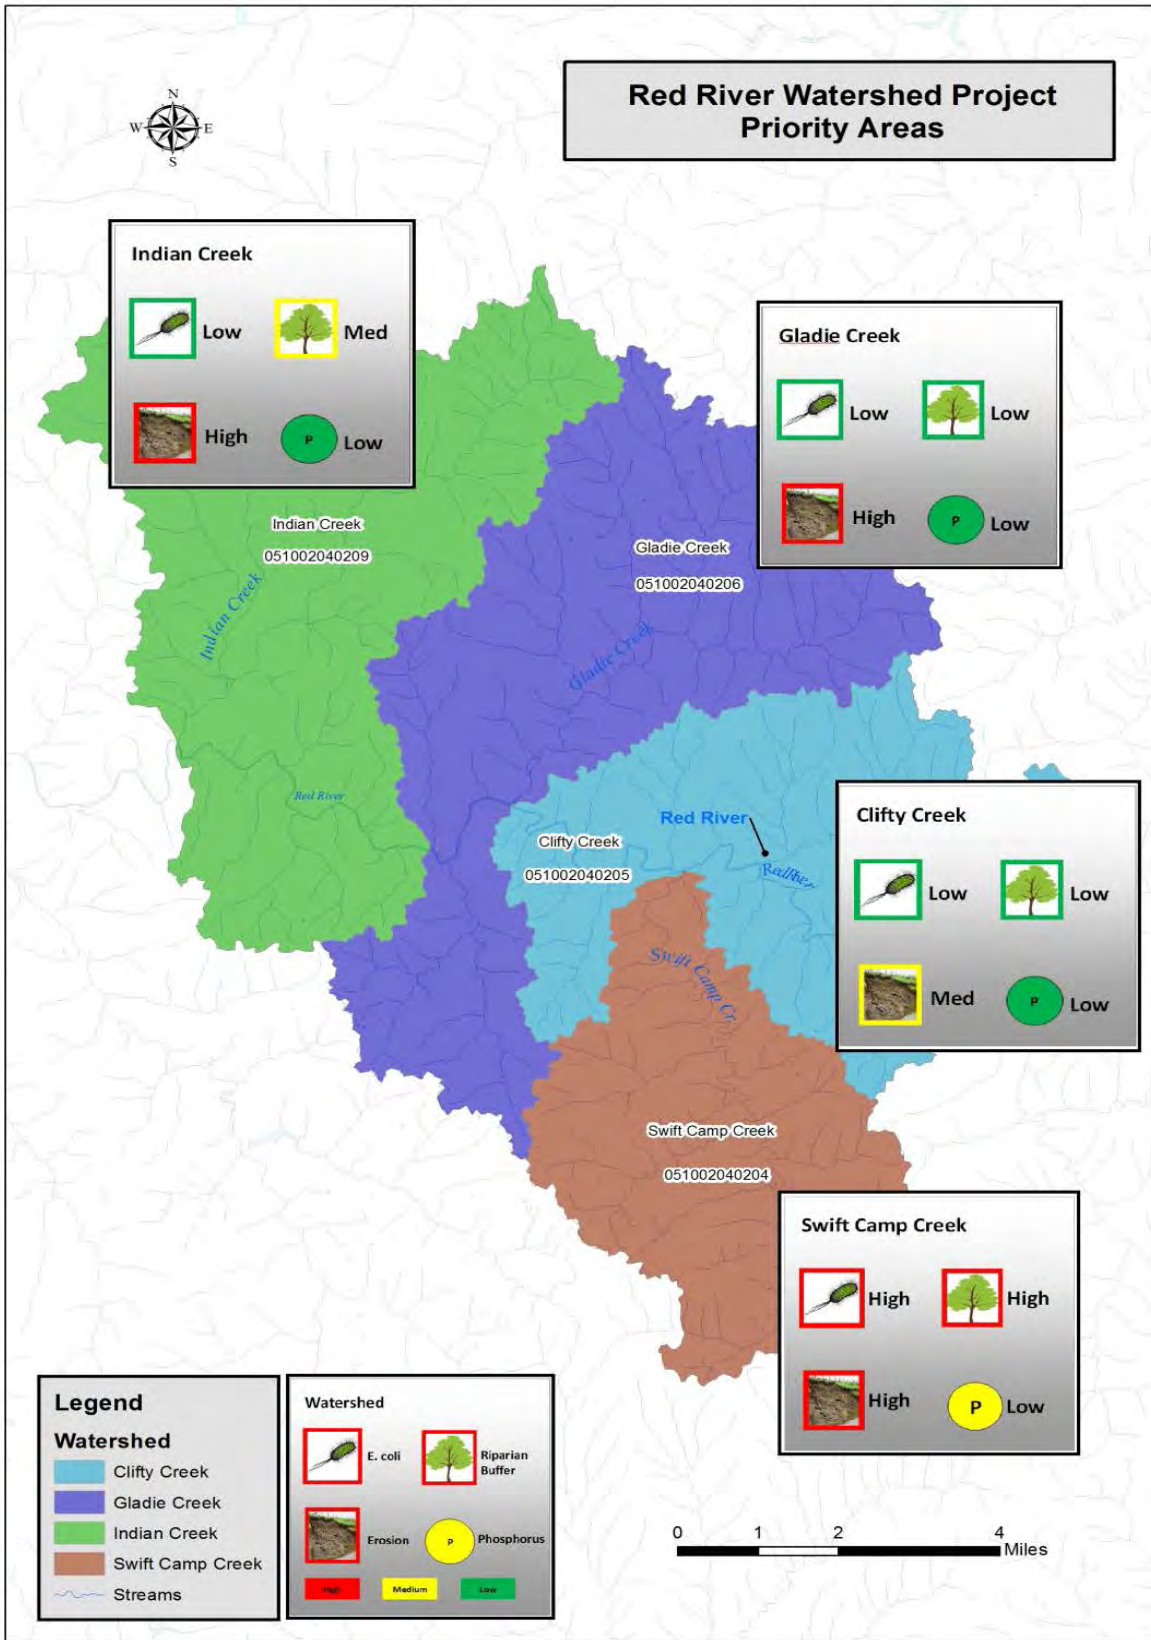 Red River Watershed Project
Priority Areas
N
W
E
S
Indian Creek
Low
Med
High
P
Low
Gladie Creek
Low
Low
High
P
Low
Indian Creek
051002040209
Gladie Creek
051002040206
Indian Creek
Gladie Creek
Red River
Clifty Creek
Low
Low
Med
P
Low
Red River
Clifty Creek
051002040205
Red River
Swift Camp Cr
Swift Camp Creek
051002040204
Swift Camp Creek
High
High
High
P
Low
Legend
Watershed
Clifty Creek
Gladie Creek
Indian Creek
Swift Camp Creek
Streams
Watershed
E. coli
Riparian
Buffer
Erosion
P
Phosphorus
High
Medium
Low
0 1 2 4
Miles